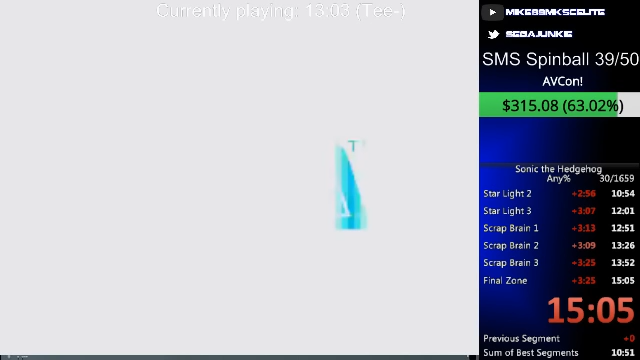 Currently playing: 13.03 (Tee-)
MIKE89MKSCELITE
SEGAJUNKIE
SMS Spinball 39/50
AVCon!
$315.08 (63.02%)
Sonic the Hedgehog
Any% 30/1659
Star Light 2 +2:56 10:54
Star Light 3 +3:07 12:01
Scrap Brain 1 +3:13 12:51
Scrap Brain 2 +3:09 13:26
Scrap Brain 3 +3:25 13:52
Final Zone +3:25 15:05
15:05
Previous Segment +0
Sum of Best Segments 10:51